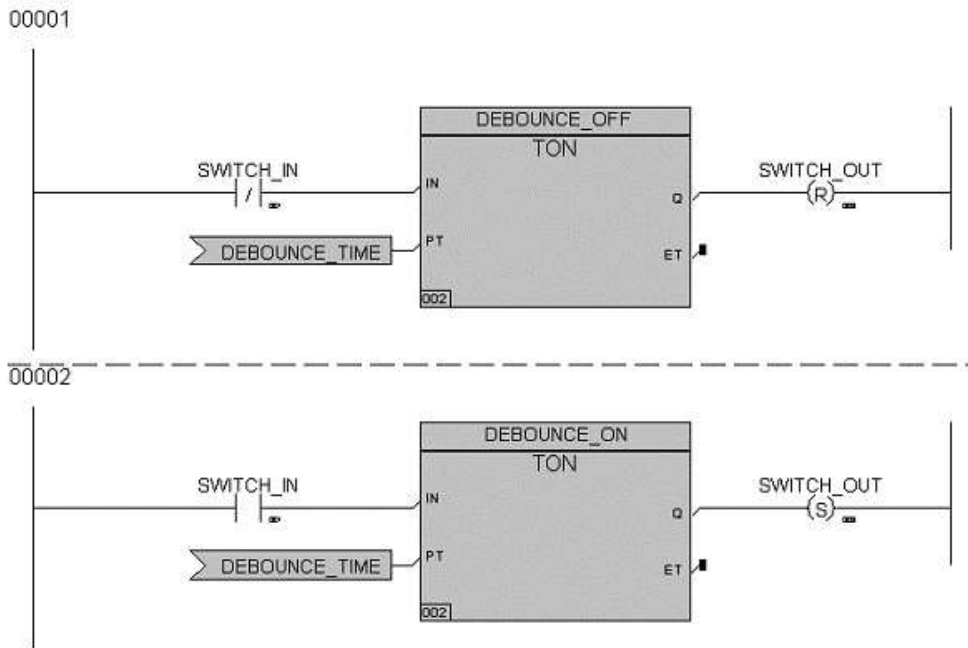 00001
DEBOUNCE_OFF
TON
SWITCH_IN
/
IN
Q
SWITCH_OUT
(R)
DEBOUNCE_TIME
PT
ET
002
00002
DEBOUNCE_ON
TON
SWITCH_IN
IN
Q
SWITCH_OUT
(S)
DEBOUNCE_TIME
PT
ET
002